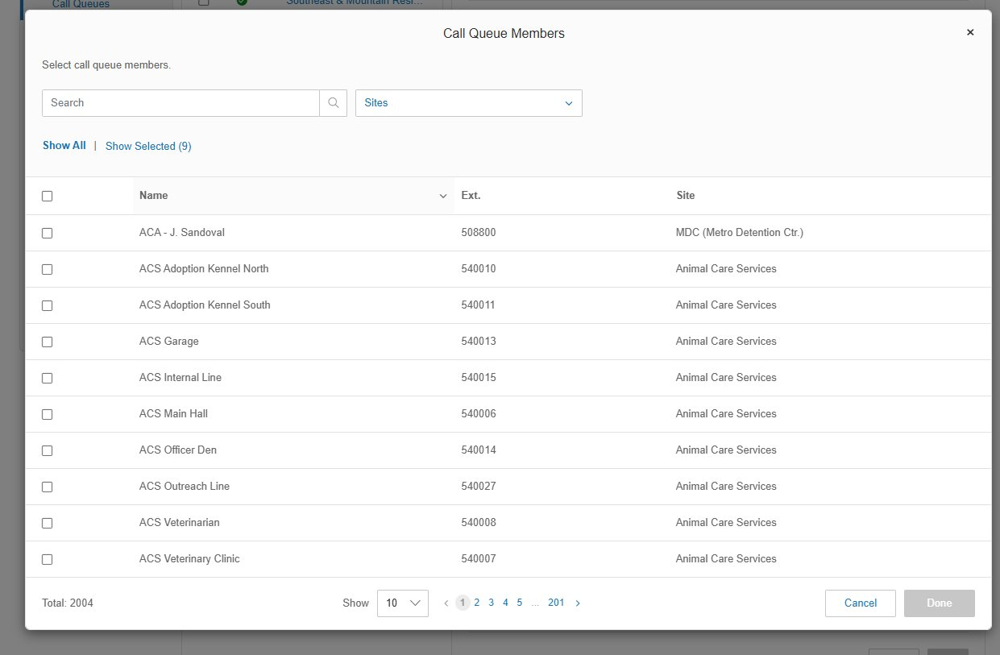 Call Queues
Southeast & Mountain Resi...
Call Queue Members
×
Select call queue members.
Search
Sites
Show All | Show Selected (9)
Name Ext. Site
ACA - J. Sandoval 508800 MDC (Metro Detention Ctr.)
ACS Adoption Kennel North 540010 Animal Care Services
ACS Adoption Kennel South 540011 Animal Care Services
ACS Garage 540013 Animal Care Services
ACS Internal Line 540015 Animal Care Services
ACS Main Hall 540006 Animal Care Services
ACS Officer Den 540014 Animal Care Services
ACS Outreach Line 540027 Animal Care Services
ACS Veterinarian 540008 Animal Care Services
ACS Veterinary Clinic 540007 Animal Care Services
Total: 2004 Show 10 ‹ 1 2 3 4 5 ... 201 › Cancel Done